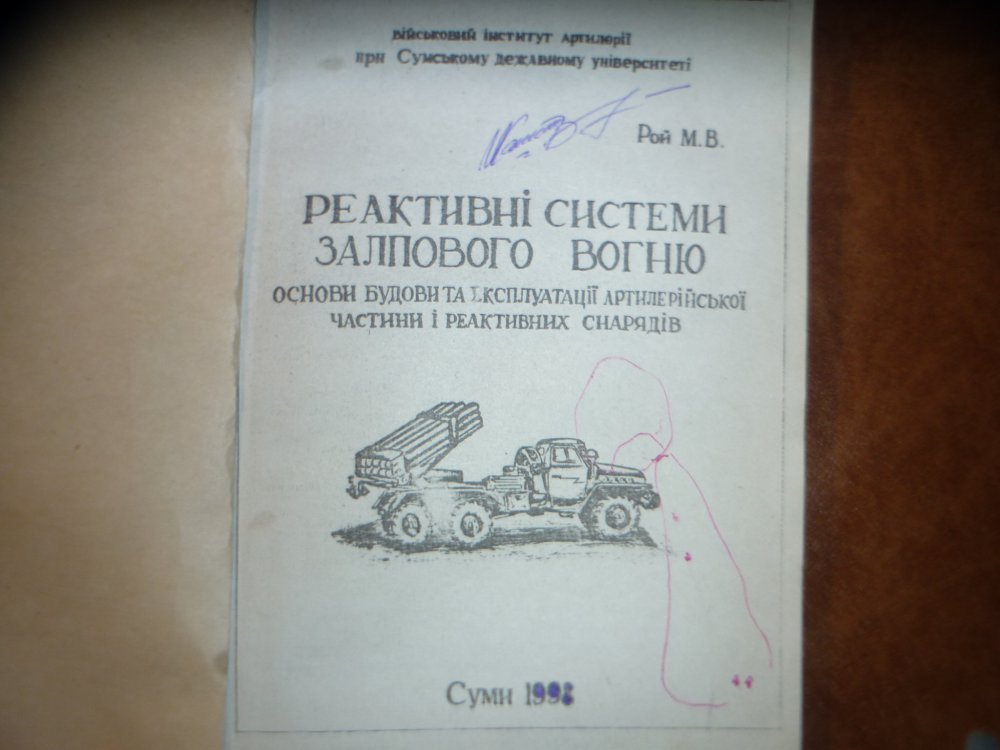 військовий інститут артилерії
при Сумському державному університеті
Рой М.В.
РЕАКТИВНІ СИСТЕМИ
ЗАЛПОВОГО ВОГНЮ
ОСНОВИ БУДОВИ ТА ЕКСПЛУАТАЦІЇ АРТИЛЕРІЙСЬКОЇ
ЧАСТИНИ І РЕАКТИВНИХ СНАРЯДІВ
Суми